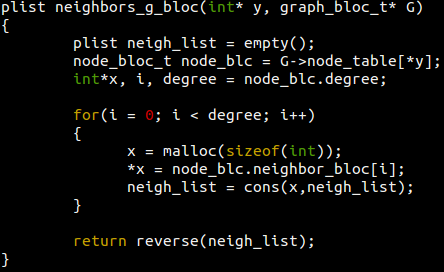 plist neighbors_g_bloc(int* y, graph_bloc_t* G)
{
        plist neigh_list = empty();
        node_bloc_t node_blc = G->node_table[*y];
        int*x, i, degree = node_blc.degree;

        for(i = 0; i < degree; i++)
        {
                x = malloc(sizeof(int));
                *x = node_blc.neighbor_bloc[i];
                neigh_list = cons(x,neigh_list);
        }

        return reverse(neigh_list);
}